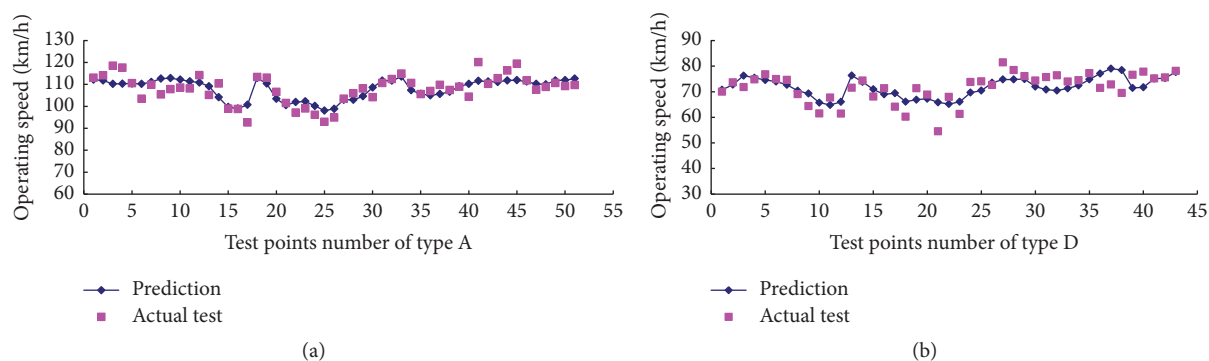 Operating speed (km/h)
130
120
110
100
90
80
70
60
0 5 10 15 20 25 30 35 40 45 50 55
Test points number of type A
Prediction
Actual test
(a)
Operating speed (km/h)
90
80
70
60
50
40
30
0 5 10 15 20 25 30 35 40 45
Test points number of type D
Prediction
Actual test
(b)